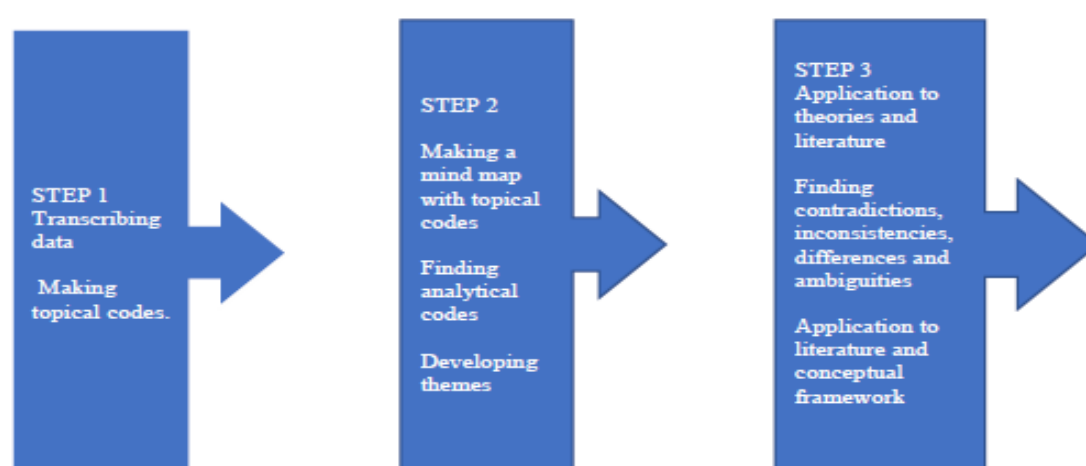 STEP 1
Transcribing
data
Making
topical codes.
STEP 2
Making a
mind map
with topical
codes
Finding
analytical
codes
Developing
themes
STEP 3
Application to
theories and
literature
Finding
contradictions,
inconsistencies,
differences and
ambiguities
Application to
literature and
conceptual
framework